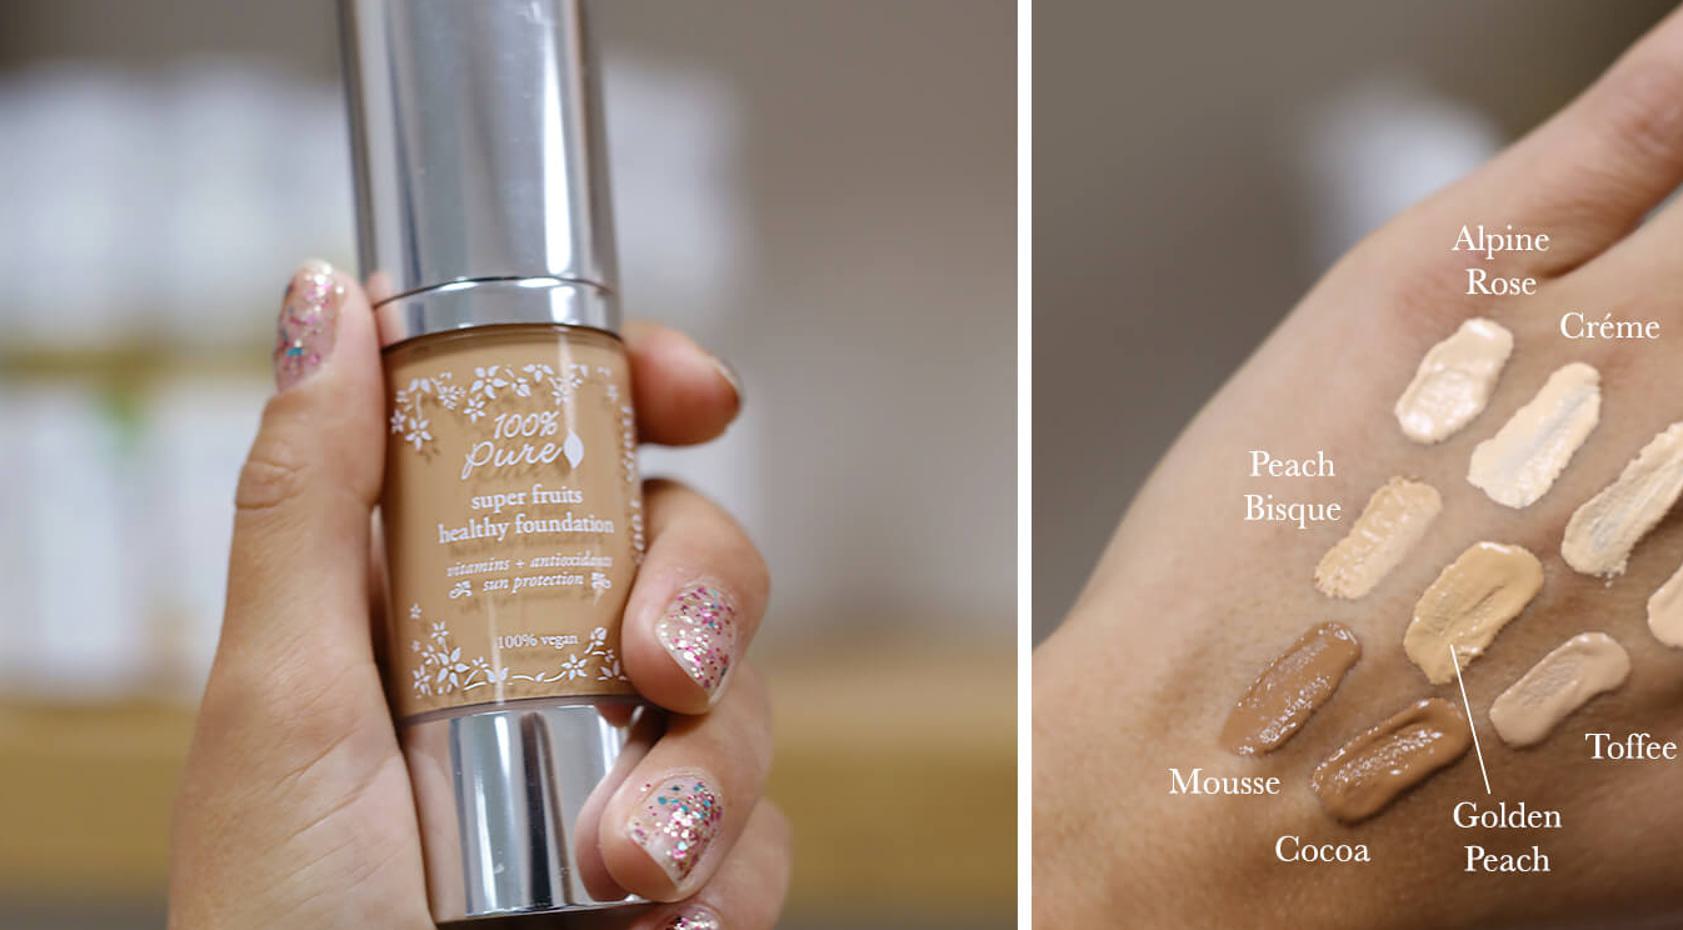 100%
pure
super fruits
healthy foundation
vitamins + antioxidants
sun protection
100% vegan
Alpine
Rose
Créme
Peach
Bisque
Mousse
Cocoa
Golden
Peach
Toffee